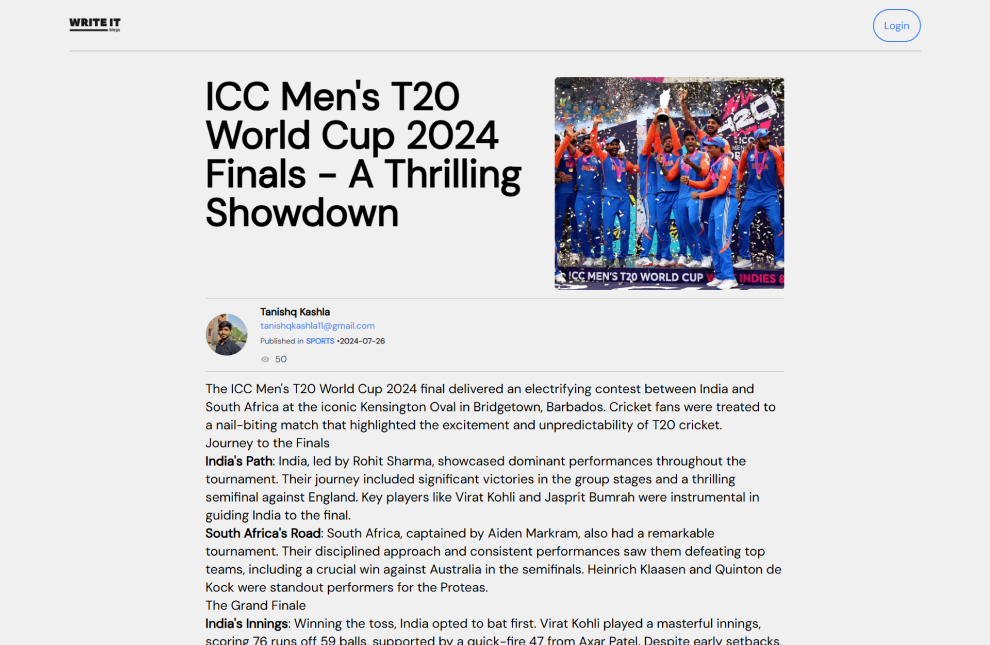 WRITE IT
blogs
Login
ICC Men's T20
World Cup 2024
Finals – A Thrilling
Showdown
T20
ICC
ICC MEN'S T20 WORLD CUP WEST INDIES &
Tanishq Kashla
tanishqkashla11@gmail.com
Published in SPORTS •2024-07-26
50
The ICC Men's T20 World Cup 2024 final delivered an electrifying contest between India and
South Africa at the iconic Kensington Oval in Bridgetown, Barbados. Cricket fans were treated to
a nail-biting match that highlighted the excitement and unpredictability of T20 cricket.
Journey to the Finals
India's Path: India, led by Rohit Sharma, showcased dominant performances throughout the
tournament. Their journey included significant victories in the group stages and a thrilling
semifinal against England. Key players like Virat Kohli and Jasprit Bumrah were instrumental in
guiding India to the final.
South Africa's Road: South Africa, captained by Aiden Markram, also had a remarkable
tournament. Their disciplined approach and consistent performances saw them defeating top
teams, including a crucial win against Australia in the semifinals. Heinrich Klaasen and Quinton de
Kock were standout performers for the Proteas.
The Grand Finale
India's Innings: Winning the toss, India opted to bat first. Virat Kohli played a masterful innings,
scoring 76 runs off 59 balls, supported by a quick-fire 47 from Axar Patel. Despite early setbacks,